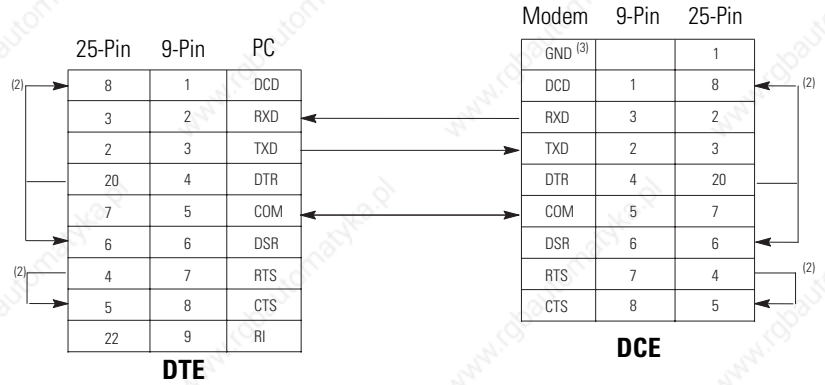 Modem 9-Pin 25-Pin
25-Pin 9-Pin PC
GND (3) 1
(2) 8 1 DCD
DCD 1 8 (2)
3 2 RXD
RXD 3 2
2 3 TXD
TXD 2 3
20 4 DTR
DTR 4 20
7 5 COM
COM 5 7
6 6 DSR
DSR 6 6
(2) 4 7 RTS
RTS 7 4 (2)
5 8 CTS
CTS 8 5
22 9 RI
DTE
DCE
www.rgbautomatyka.pl